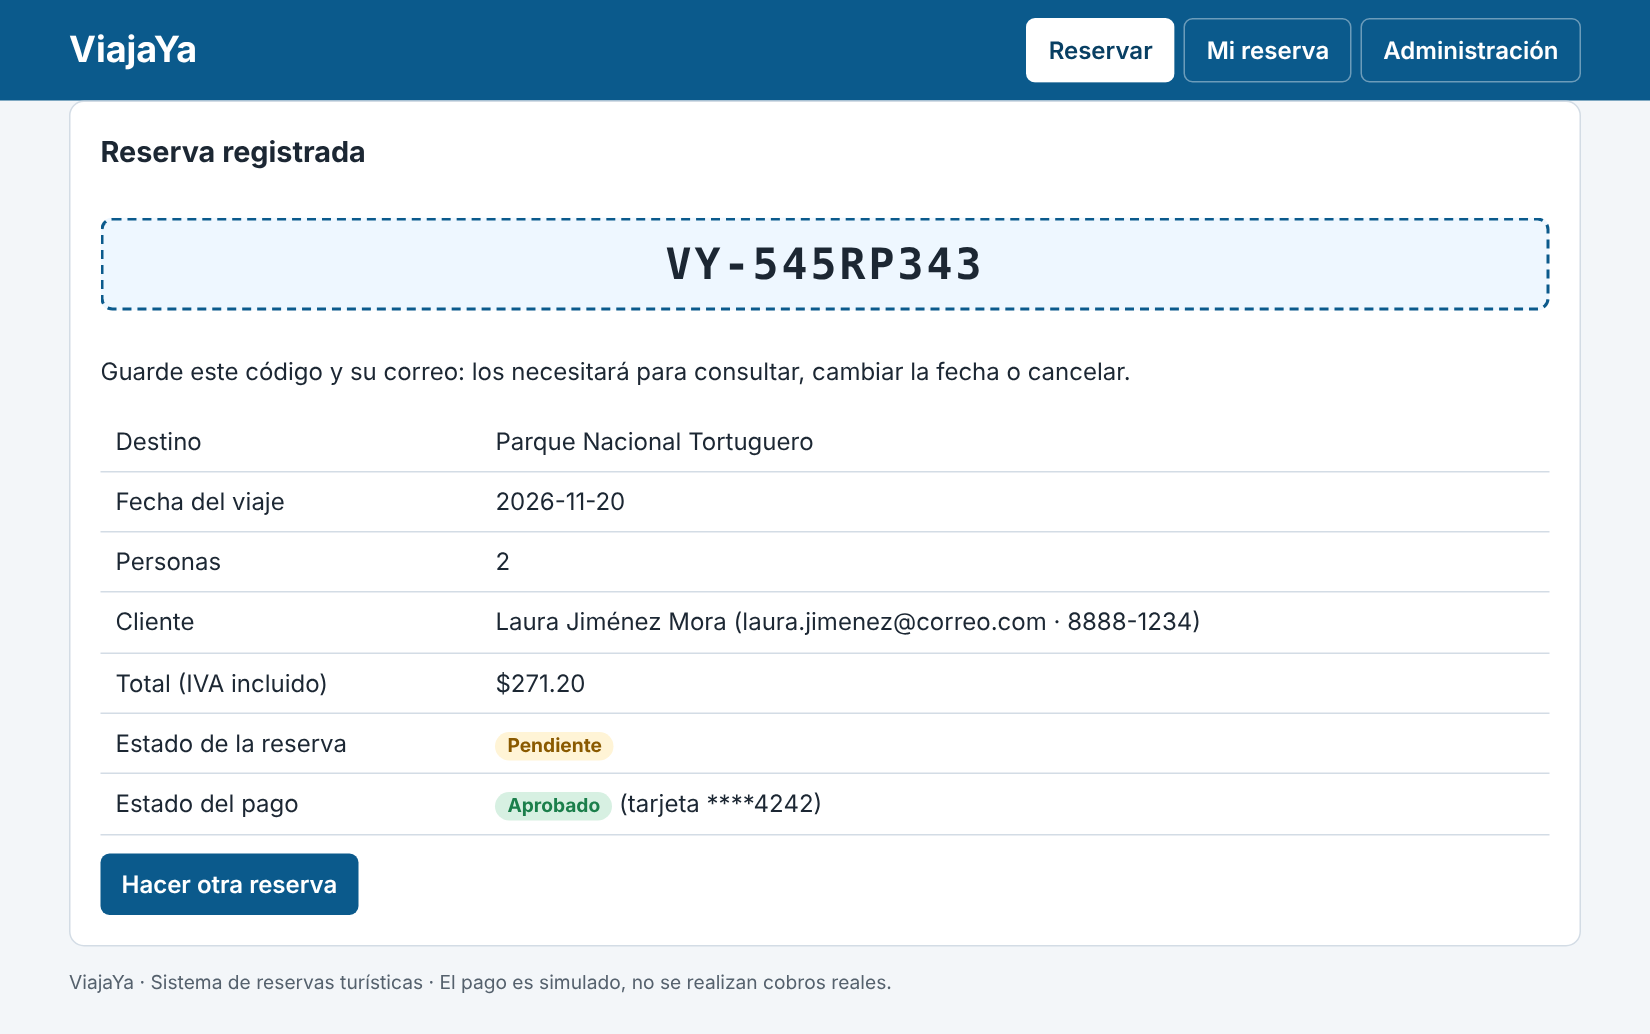 ViajaYa
Reservar
Mi reserva
Administración
Reserva registrada
VY-545RP343
Guarde este código y su correo: los necesitará para consultar, cambiar la fecha o cancelar.
Destino Parque Nacional Tortuguero
Fecha del viaje 2026-11-20
Personas 2
Cliente Laura Jiménez Mora (laura.jimenez@correo.com · 8888-1234)
Total (IVA incluido) $271.20
Estado de la reserva Pendiente
Estado del pago Aprobado (tarjeta ****4242)
Hacer otra reserva
ViajaYa · Sistema de reservas turísticas · El pago es simulado, no se realizan cobros reales.